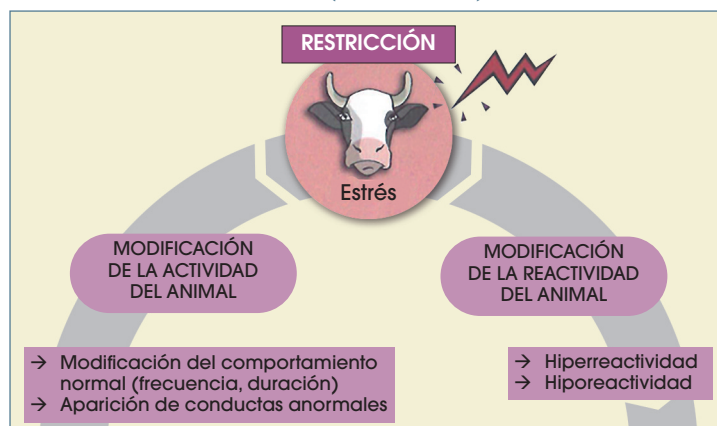 RESTRICCIÓN
Estrés
MODIFICACIÓN
DE LA ACTIVIDAD
DEL ANIMAL
MODIFICACIÓN
DE LA REACTIVIDAD
DEL ANIMAL
→ Modificación del comportamiento
normal (frecuencia, duración)
→ Aparición de conductas anormales
→ Hiperreactividad
→ Hiporeactividad